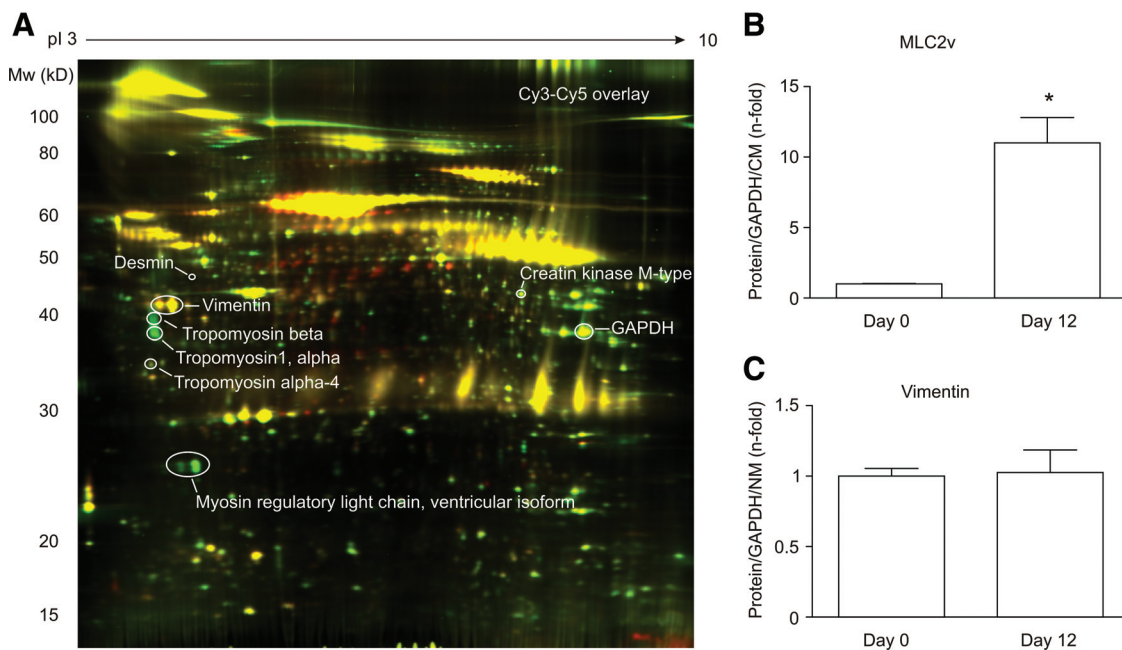 A
pI 3
10
Mw (kD)
100
80
60
50
40
30
20
15
Cy3-Cy5 overlay
Desmin
Creatin kinase M-type
Vimentin
Tropomyosin beta
GAPDH
Tropomyosin1, alpha
Tropomyosin alpha-4
Myosin regulatory light chain, ventricular isoform
B
MLC2v
Protein/GAPDH/CM (n-fold)
15
10
5
0
*
Day 0
Day 12
C
Vimentin
Protein/GAPDH/NM (n-fold)
1.5
1
0.5
0
Day 0
Day 12